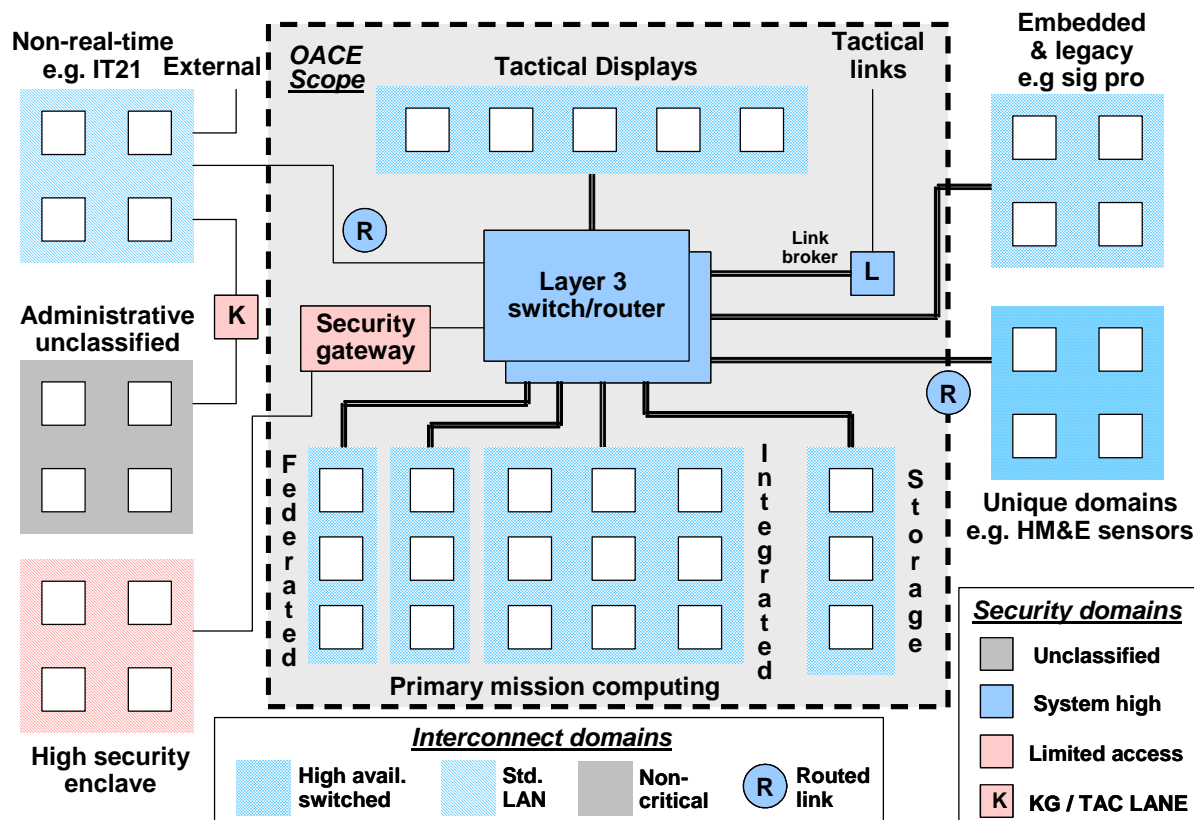 Non-real-time
e.g. IT21
External
OACE
Scope
Tactical Displays
Tactical
links
Embedded
& legacy
e.g sig pro
R
Link
broker
L
Layer 3
switch/router
K
Security
gateway
Administrative
unclassified
R
Federated
Integrated
Storage
Unique domains
e.g. HM&E sensors
Primary mission computing
High security
enclave
Interconnect domains
High avail.
switched
Std.
LAN
Non-
critical
R
Routed
link
Security domains
Unclassified
System high
Limited access
K
KG / TAC LANE